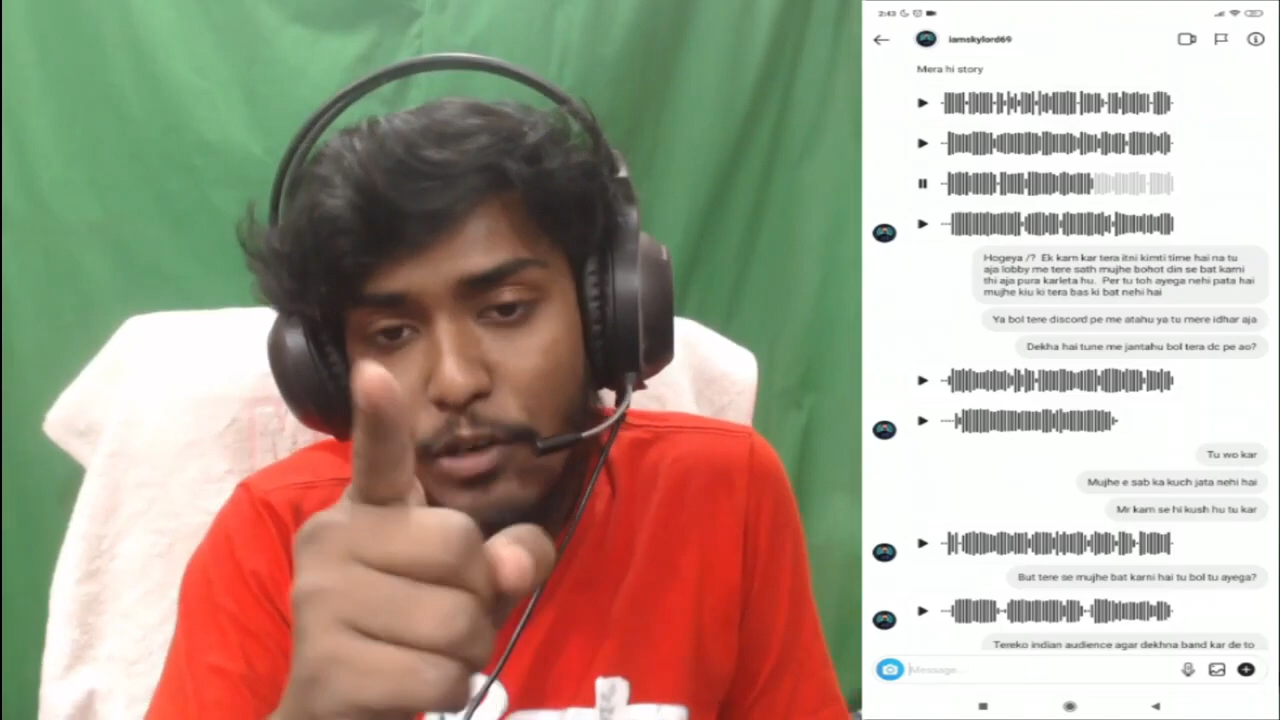 2:43
iamskylord69
Mera hi story
Hogeya /? Ek kam kar tera itni kimti time hai na tu
aja lobby me tere sath mujhe bohot din se bat karni
thi aja pura karleta hu. Per tu toh ayega nehi pata hai
mujhe kiu ki tera bas ki bat nehi hai
Ya bol tere discord pe me atahu ya tu mere idhar aja
Dekha hai tune me jantahu bol tera dc pe ao?
Tu wo kar
Mujhe e sab ka kuch jata nehi hai
Mr kam se hi kush hu tu kar
But tere se mujhe bat karni hai tu bol tu ayega?
Tereko indian audience agar dekhna band kar de to
Message...